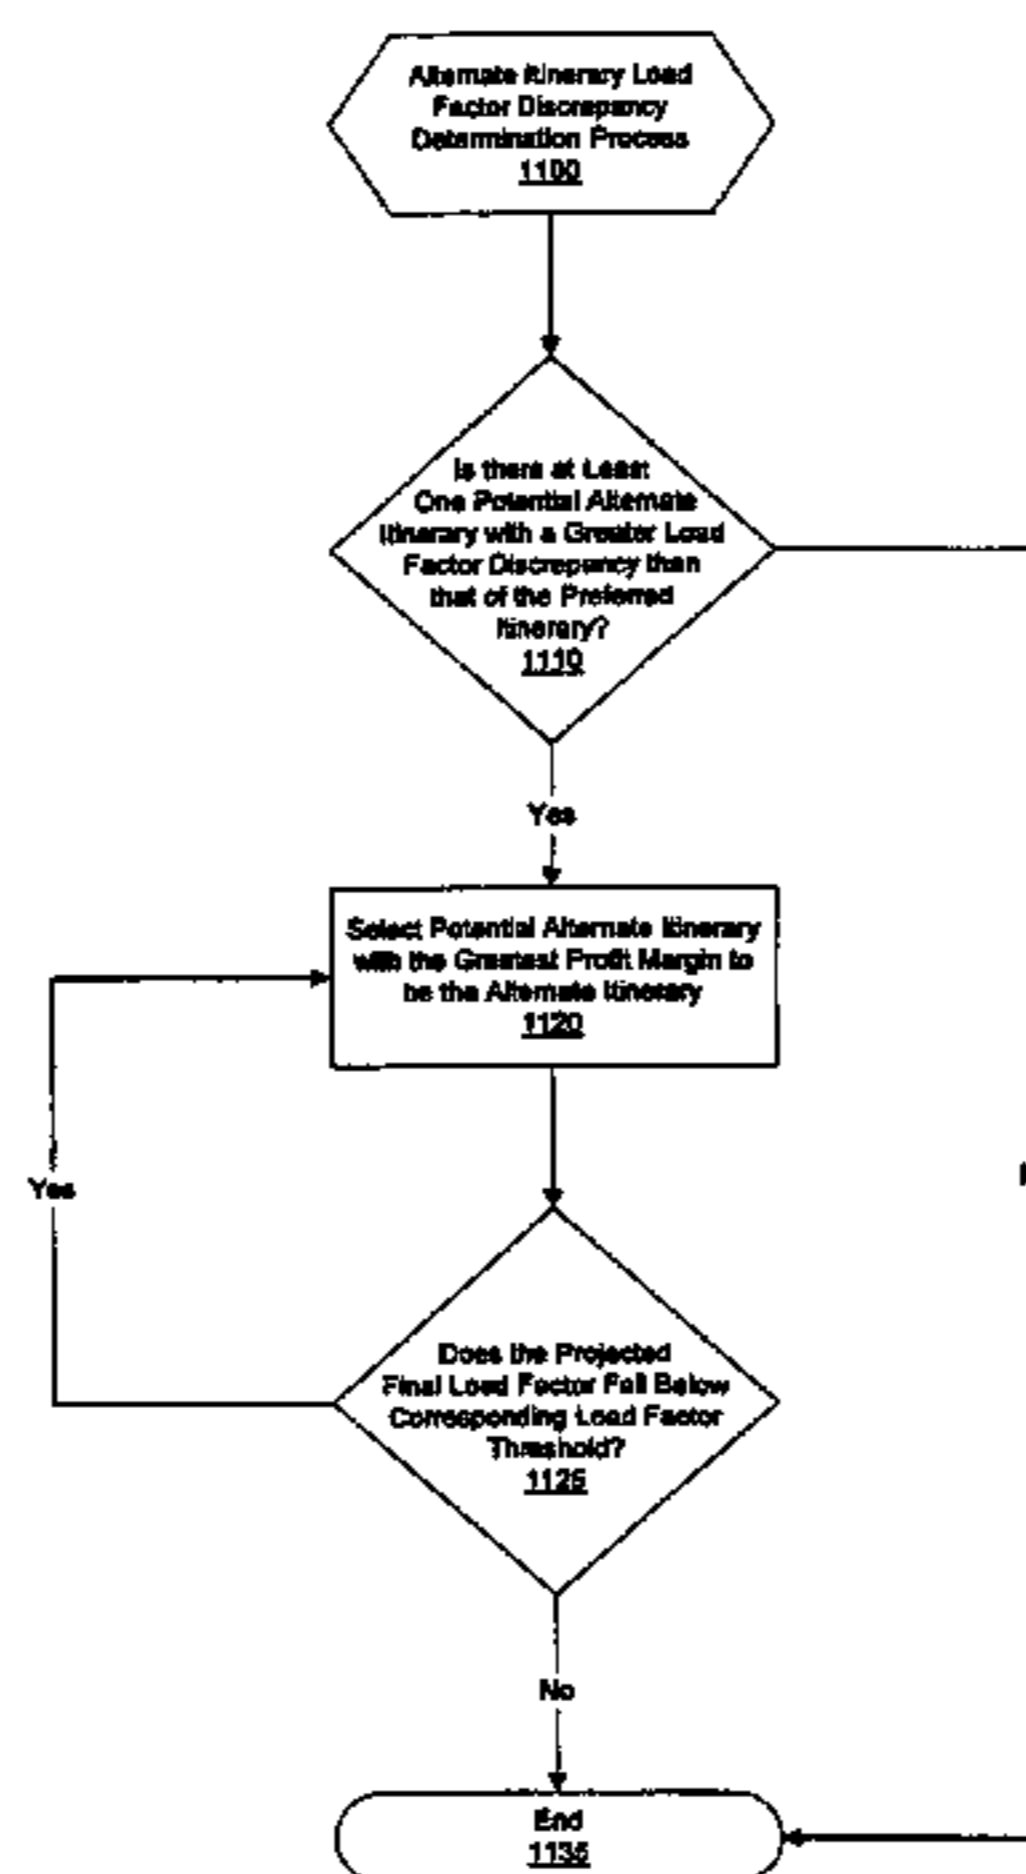 Alternate Itinerary Load
Factor Discrepancy
Determination Process
1100
Is there at Least
One Potential Alternate
Itinerary with a Greater Load
Factor Discrepancy than
that of the Preferred
Itinerary?
1110
Yes
Select Potential Alternate Itinerary
with the Greatest Profit Margin to
be the Alternate Itinerary
1120
Yes
Does the Projected
Final Load Factor Fall Below
Corresponding Load Factor
Threshold?
1125
No
End
1135